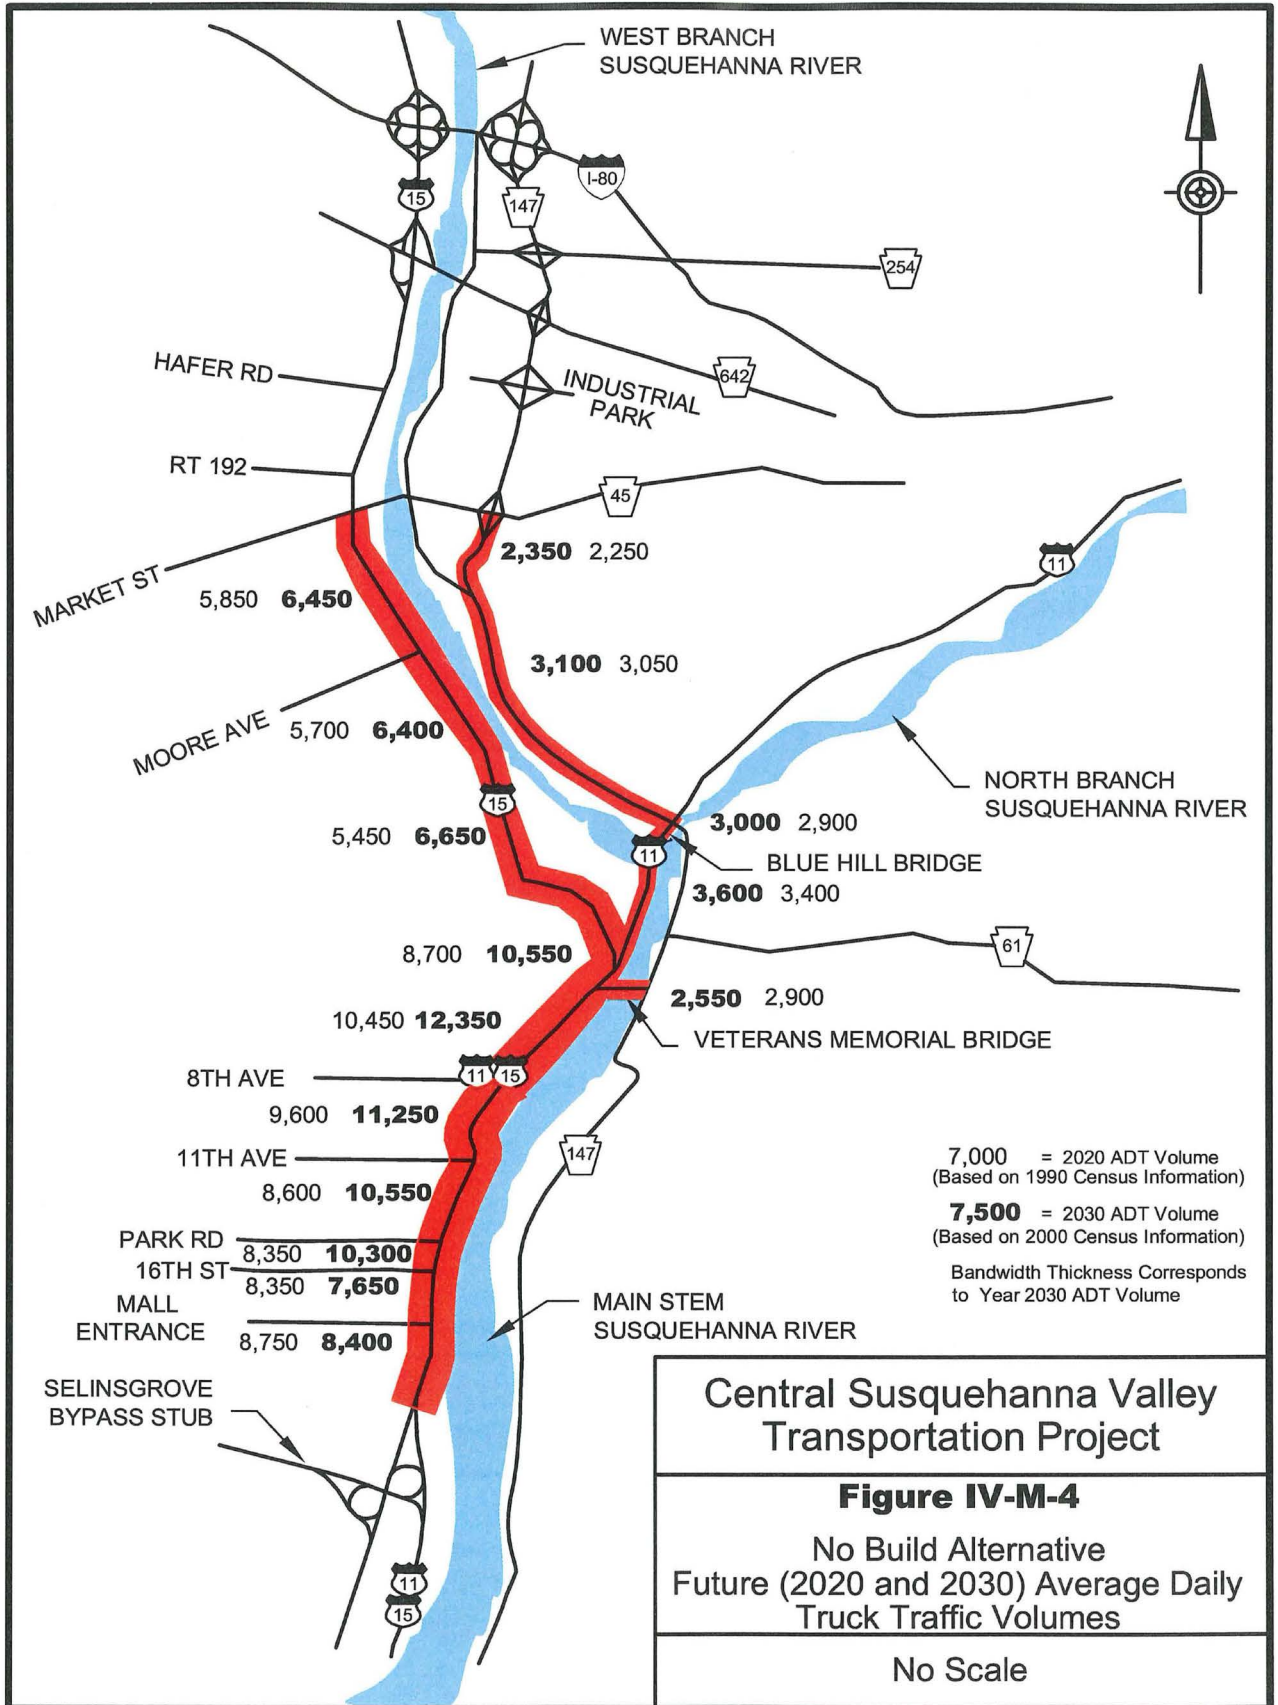 WEST BRANCH
SUSQUEHANNA RIVER
I-80
15
147
254
HAFER RD
642
INDUSTRIAL
PARK
RT 192
45
2,350 2,250
11
MARKET ST
5,850 6,450
3,100 3,050
MOORE AVE
5,700 6,400
NORTH BRANCH
SUSQUEHANNA RIVER
15
5,450 6,650
3,000 2,900
11
BLUE HILL BRIDGE
3,600 3,400
8,700 10,550
61
2,550 2,900
10,450 12,350
VETERANS MEMORIAL BRIDGE
8TH AVE
11 15
9,600 11,250
11TH AVE
147
8,600 10,550
7,000 = 2020 ADT Volume
(Based on 1990 Census Information)
7,500 = 2030 ADT Volume
(Based on 2000 Census Information)
Bandwidth Thickness Corresponds
to Year 2030 ADT Volume
PARK RD
8,350 10,300
16TH ST
8,350 7,650
MALL
ENTRANCE
8,750 8,400
MAIN STEM
SUSQUEHANNA RIVER
SELINSGROVE
BYPASS STUB
11
15
Central Susquehanna Valley
Transportation Project
Figure IV-M-4
No Build Alternative
Future (2020 and 2030) Average Daily
Truck Traffic Volumes
No Scale